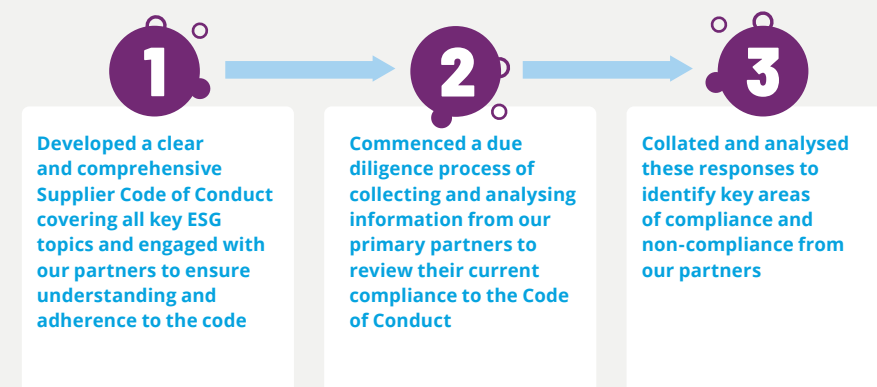 1
Developed a clear
and comprehensive
Supplier Code of Conduct
covering all key ESG
topics and engaged with
our partners to ensure
understanding and
adherence to the code
2
Commenced a due
diligence process of
collecting and analysing
information from our
primary partners to
review their current
compliance to the Code
of Conduct
3
Collated and analysed
these responses to
identify key areas
of compliance and
non-compliance from
our partners